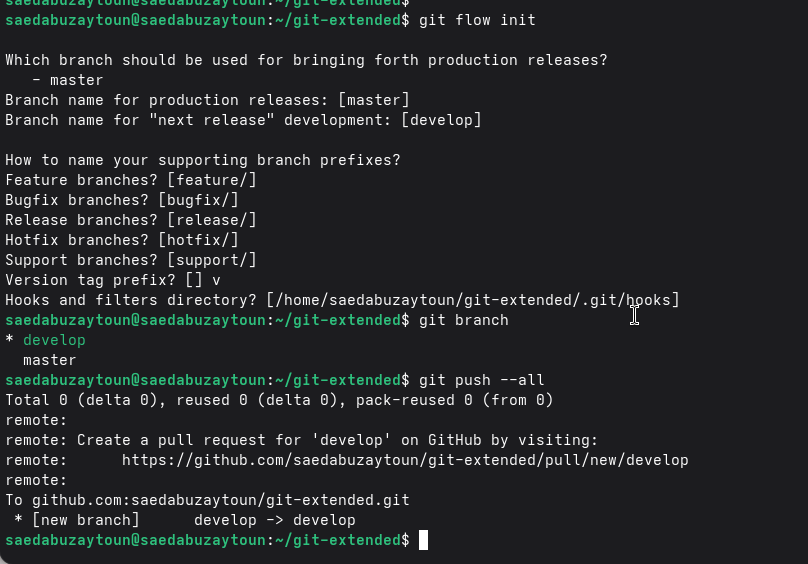 saedabuzaytoun@saedabuzaytoun:~/git-extended$
saedabuzaytoun@saedabuzaytoun:~/git-extended$ git flow init

Which branch should be used for bringing forth production releases?
   - master
Branch name for production releases: [master]
Branch name for "next release" development: [develop]

How to name your supporting branch prefixes?
Feature branches? [feature/]
Bugfix branches? [bugfix/]
Release branches? [release/]
Hotfix branches? [hotfix/]
Support branches? [support/]
Version tag prefix? [] v
Hooks and filters directory? [/home/saedabuzaytoun/git-extended/.git/hooks]
saedabuzaytoun@saedabuzaytoun:~/git-extended$ git branch
* develop
  master
saedabuzaytoun@saedabuzaytoun:~/git-extended$ git push --all
Total 0 (delta 0), reused 0 (delta 0), pack-reused 0 (from 0)
remote:
remote: Create a pull request for 'develop' on GitHub by visiting:
remote:      https://github.com/saedabuzaytoun/git-extended/pull/new/develop
remote:
To github.com:saedabuzaytoun/git-extended.git
 * [new branch]      develop -> develop
saedabuzaytoun@saedabuzaytoun:~/git-extended$